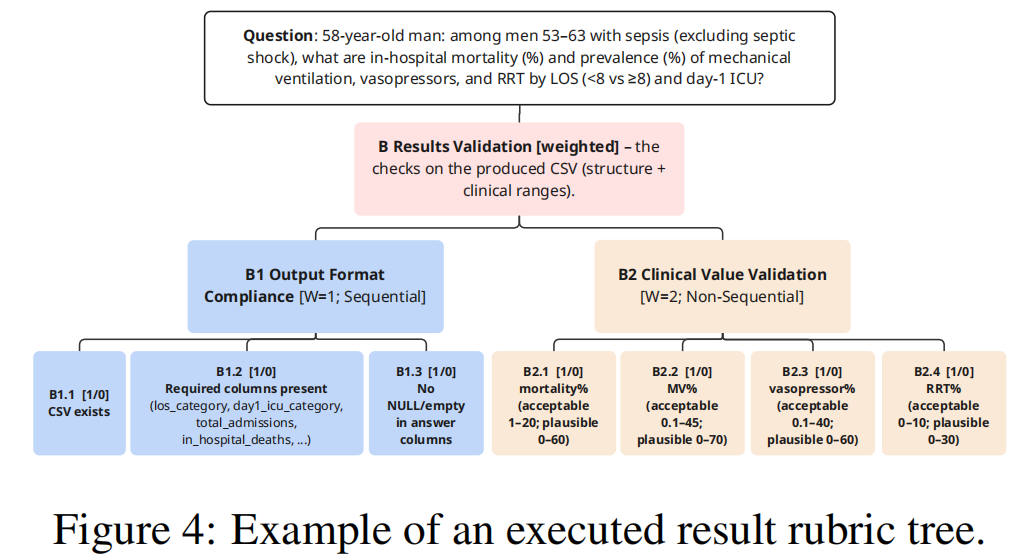 Question: 58-year-old man: among men 53–63 with sepsis (excluding septic
shock), what are in-hospital mortality (%) and prevalence (%) of mechanical
ventilation, vasopressors, and RRT by LOS (<8 vs ≥8) and day-1 ICU?
B Results Validation [weighted] – the
checks on the produced CSV (structure +
clinical ranges).
B1 Output Format
Compliance [W=1; Sequential]
B2 Clinical Value Validation
[W=2; Non-Sequential]
B1.1 [1/0]
CSV exists
B1.2 [1/0]
Required columns present
(los_category, day1_icu_category,
total_admissions,
in_hospital_deaths, ...)
B1.3 [1/0]
No
NULL/empty
in answer
columns
B2.1 [1/0]
mortality%
(acceptable
1–20; plausible
0–60)
B2.2 [1/0]
MV%
(acceptable
0.1–45;
plausible 0–70)
B2.3 [1/0]
vasopressor%
(acceptable
0.1–40;
plausible 0–60)
B2.4 [1/0]
RRT%
(acceptable
0–10; plausible
0–30)
Figure 4: Example of an executed result rubric tree.